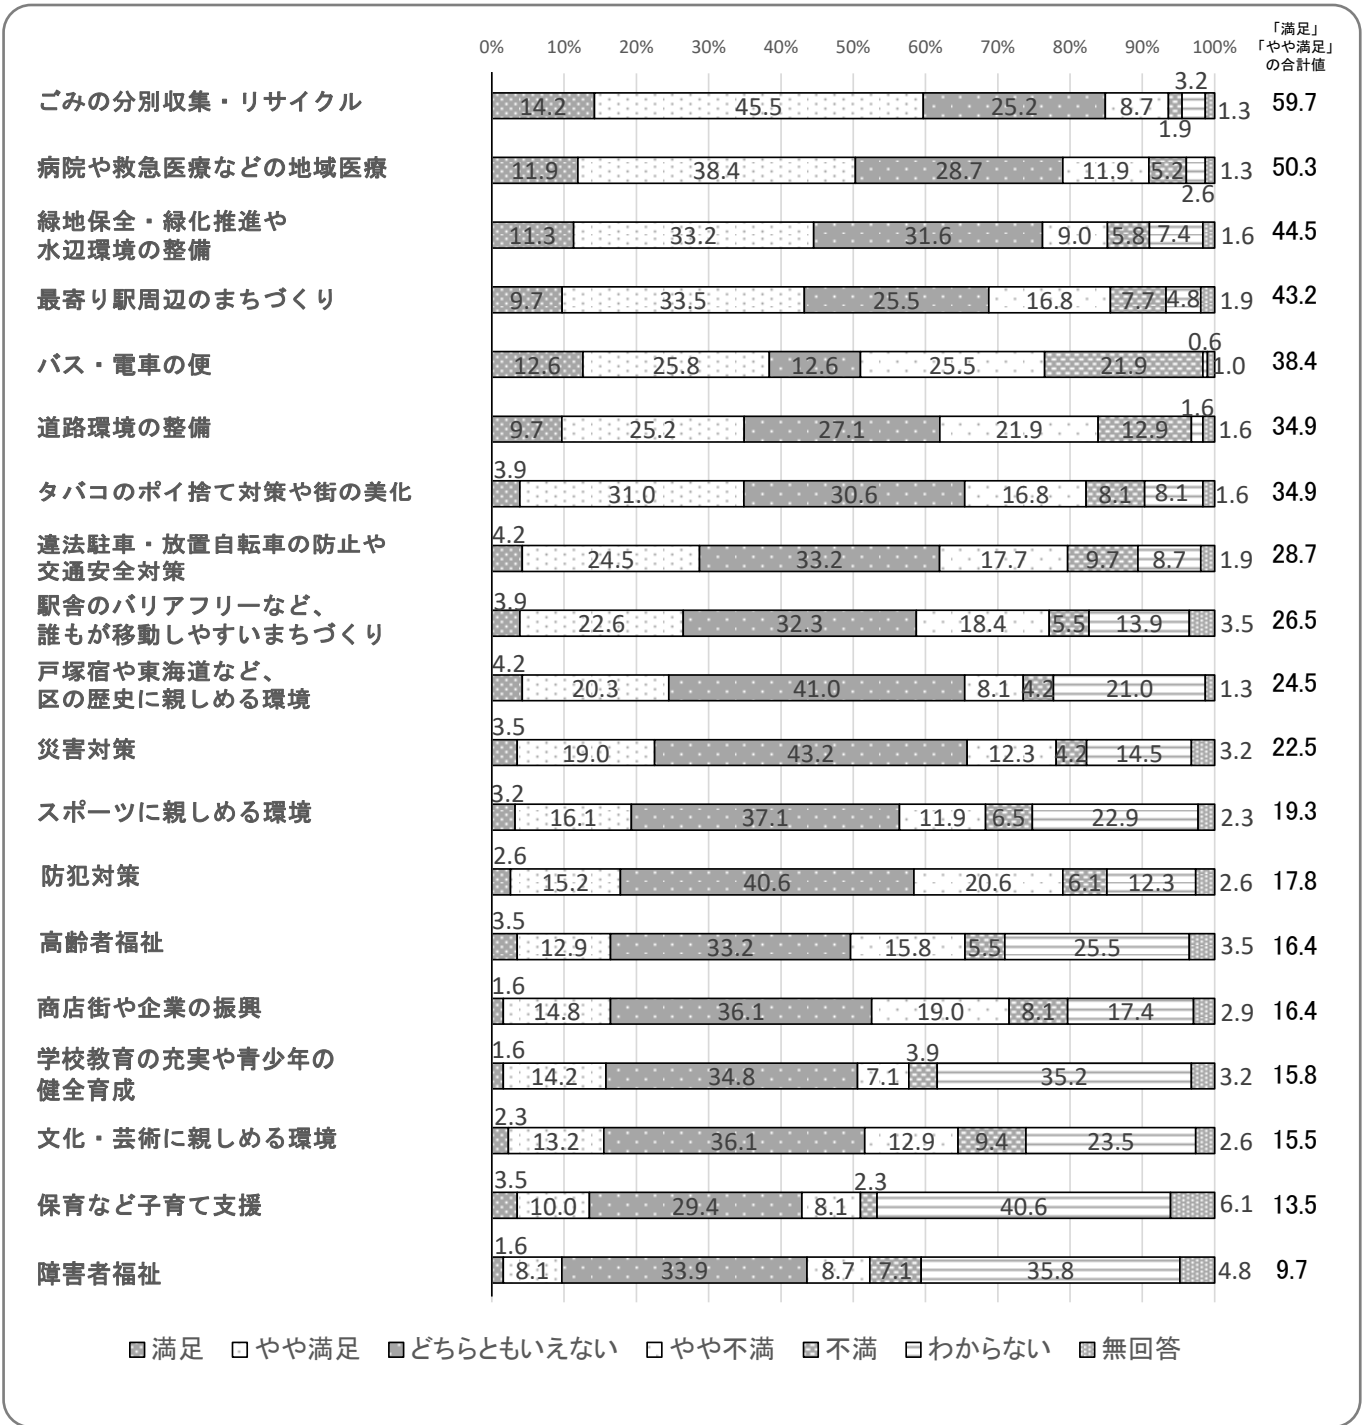 「満足」
「やや満足」
の合計値
0% 10% 20% 30% 40% 50% 60% 70% 80% 90% 100%
ごみの分別収集・リサイクル 14.2 45.5 25.2 8.7 1.9 3.2 1.3 59.7
病院や救急医療などの地域医療 11.9 38.4 28.7 11.9 5.2 2.6 1.3 50.3
緑地保全・緑化推進や
水辺環境の整備 11.3 33.2 31.6 9.0 5.8 7.4 1.6 44.5
最寄り駅周辺のまちづくり 9.7 33.5 25.5 16.8 7.7 4.8 1.9 43.2
バス・電車の便 12.6 25.8 12.6 25.5 21.9 0.6 1.0 38.4
道路環境の整備 9.7 25.2 27.1 21.9 12.9 1.6 1.6 34.9
タバコのポイ捨て対策や街の美化 3.9 31.0 30.6 16.8 8.1 8.1 1.6 34.9
違法駐車・放置自転車の防止や
交通安全対策 4.2 24.5 33.2 17.7 9.7 8.7 1.9 28.7
駅舎のバリアフリーなど、
誰もが移動しやすいまちづくり 3.9 22.6 32.3 18.4 5.5 13.9 3.5 26.5
戸塚宿や東海道など、
区の歴史に親しめる環境 4.2 20.3 41.0 8.1 4.2 21.0 1.3 24.5
災害対策 3.5 19.0 43.2 12.3 4.2 14.5 3.2 22.5
スポーツに親しめる環境 3.2 16.1 37.1 11.9 6.5 22.9 2.3 19.3
防犯対策 2.6 15.2 40.6 20.6 6.1 12.3 2.6 17.8
高齢者福祉 3.5 12.9 33.2 15.8 5.5 25.5 3.5 16.4
商店街や企業の振興 1.6 14.8 36.1 19.0 8.1 17.4 2.9 16.4
学校教育の充実や青少年の
健全育成 1.6 14.2 34.8 7.1 3.9 35.2 3.2 15.8
文化・芸術に親しめる環境 2.3 13.2 36.1 12.9 9.4 23.5 2.6 15.5
保育など子育て支援 3.5 10.0 29.4 8.1 2.3 40.6 6.1 13.5
障害者福祉 1.6 8.1 33.9 8.7 7.1 35.8 4.8 9.7
満足 やや満足 どちらともいえない やや不満 不満 わからない 無回答